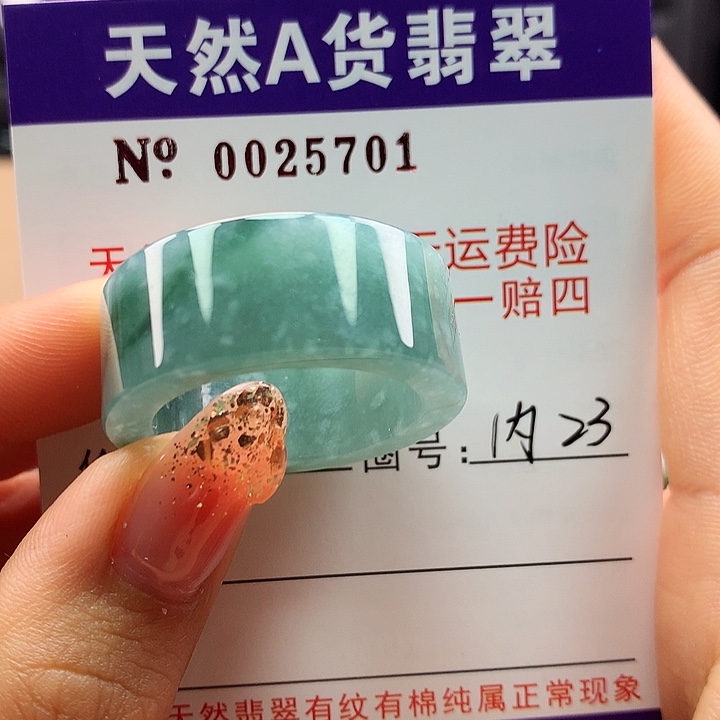 天然A货翡翠
Nº 0025701
天 运费险
一赔四
圈号: 内23
天然翡翠有纹有棉纯属正常现象